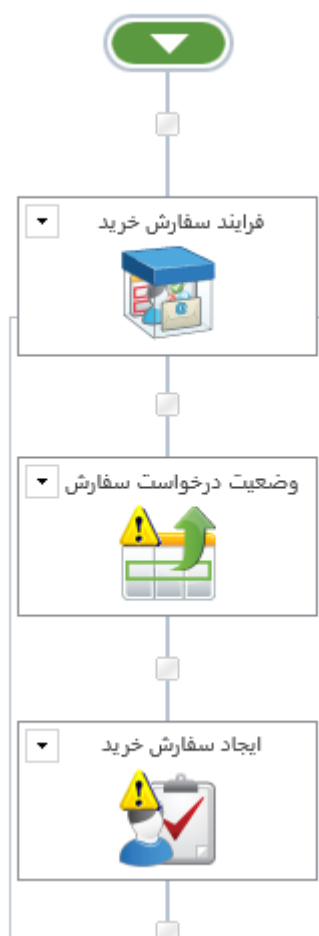 فرایند سفارش خرید
وضعیت درخواست سفارش
ایجاد سفارش خرید